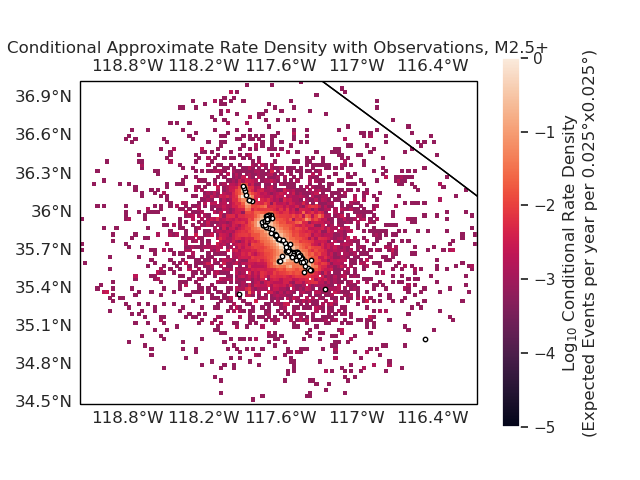 Conditional Approximate Rate Density with Observations, M2.5+
118.8°W 118.2°W 117.6°W 117°W 116.4°W
36.9°N
36.6°N
36.3°N
36°N
35.7°N
35.4°N
35.1°N
34.8°N
34.5°N
118.8°W 118.2°W 117.6°W 117°W 116.4°W
0
−1
−2
−3
−4
−5
Log10 Conditional Rate Density
(Expected Events per year per 0.025°x0.025°)